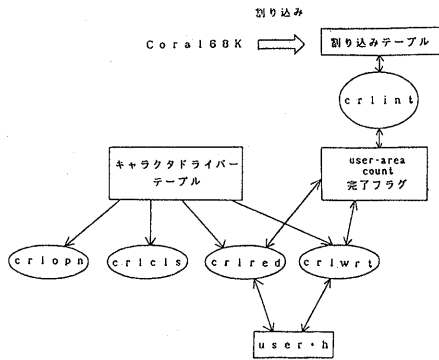 割り込み
Coral68K
割り込みテーブル
crlint
キャラクタドライバー
テーブル
user-area
count
完了フラグ
crlopn
crlcls
crlred
crlwrt
user・h